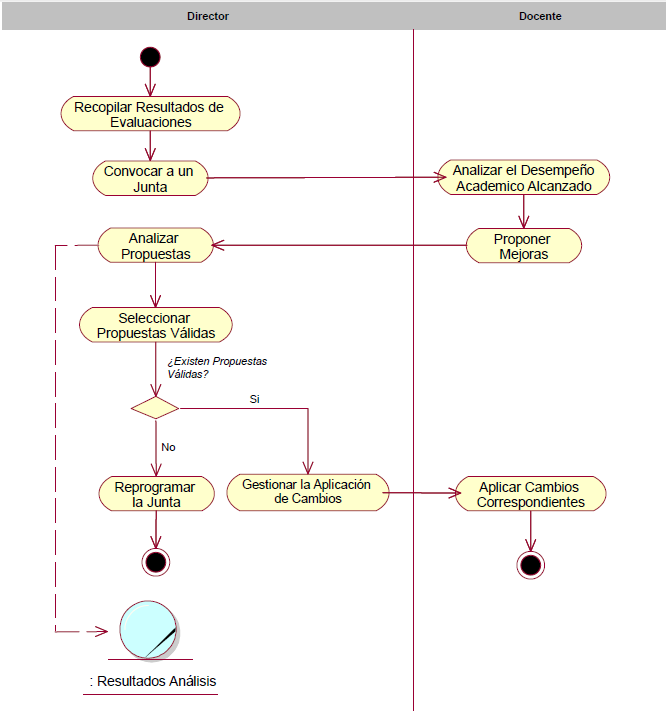 Director
Docente
Recopilar Resultados de
Evaluaciones
Convocar a un
Junta
Analizar el Desempeño
Academico Alcanzado
Analizar
Propuestas
Proponer
Mejoras
Seleccionar
Propuestas Válidas
¿Existen Propuestas
Válidas?
Si
No
Reprogramar
la Junta
Gestionar la Aplicación
de Cambios
Aplicar Cambios
Correspondientes
: Resultados Análisis